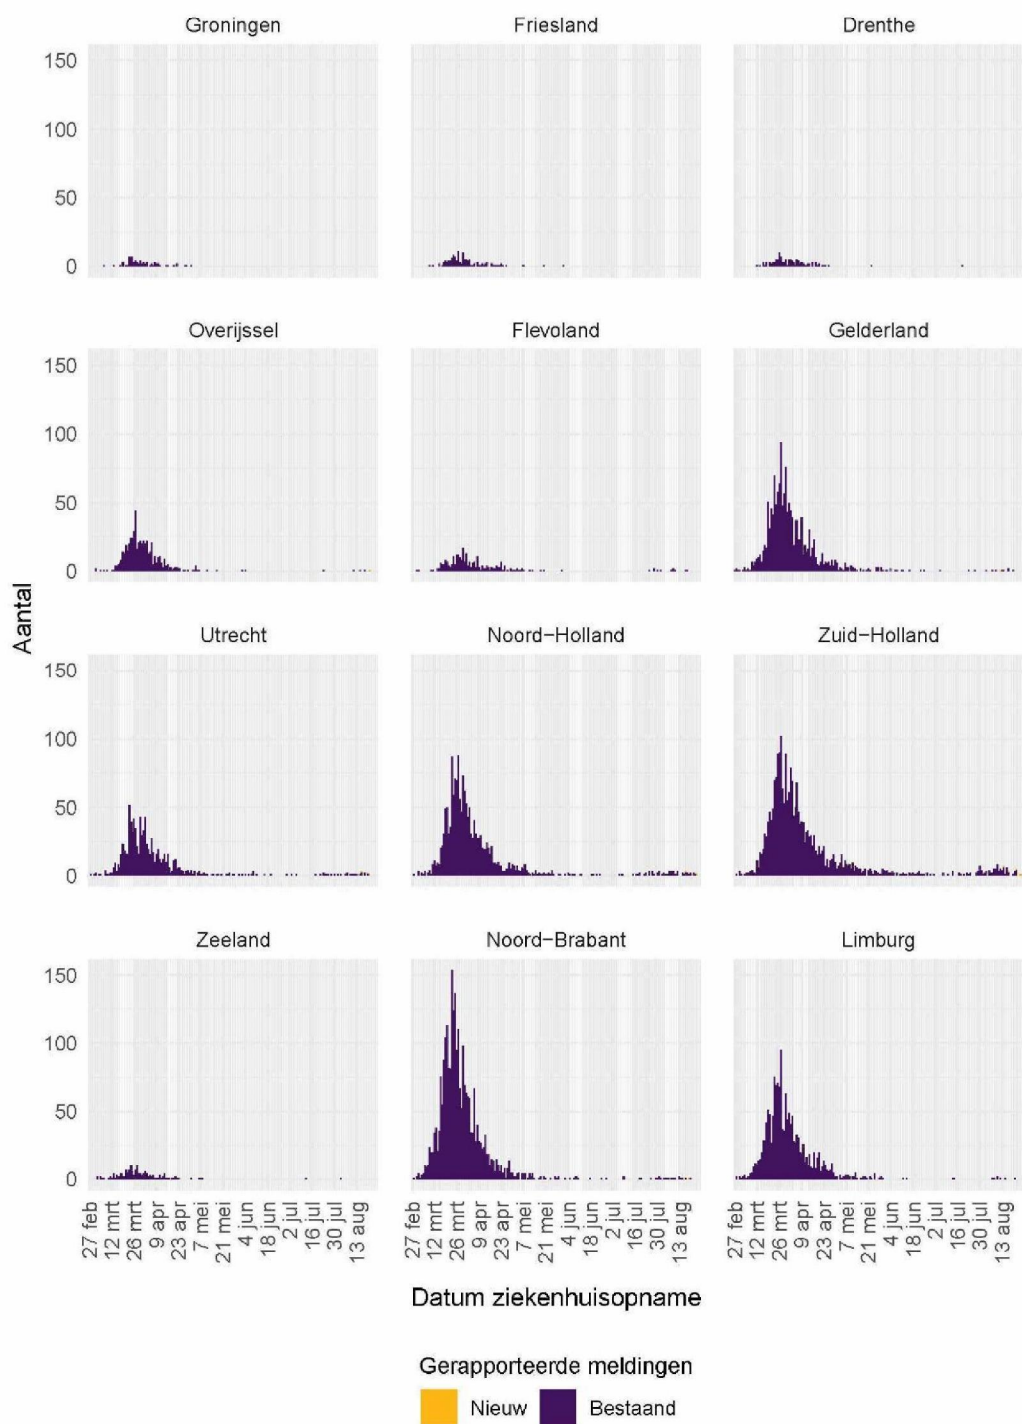 Groningen Friesland Drenthe
150
100
50
0
Overijssel Flevoland Gelderland
150
100
50
0
Aantal
Utrecht Noord-Holland Zuid-Holland
150
100
50
0
Zeeland Noord-Brabant Limburg
150
100
50
0
27 feb 12 mrt 26 mrt 9 apr 23 apr 7 mei 21 mei 4 jun 18 jun 2 jul 16 jul 30 jul 13 aug 27 feb 12 mrt 26 mrt 9 apr 23 apr 7 mei 21 mei 4 jun 18 jun 2 jul 16 jul 30 jul 13 aug 27 feb 12 mrt 26 mrt 9 apr 23 apr 7 mei 21 mei 4 jun 18 jun 2 jul 16 jul 30 jul 13 aug
Datum ziekenhuisopname
Gerapporteerde meldingen
Nieuw Bestaand